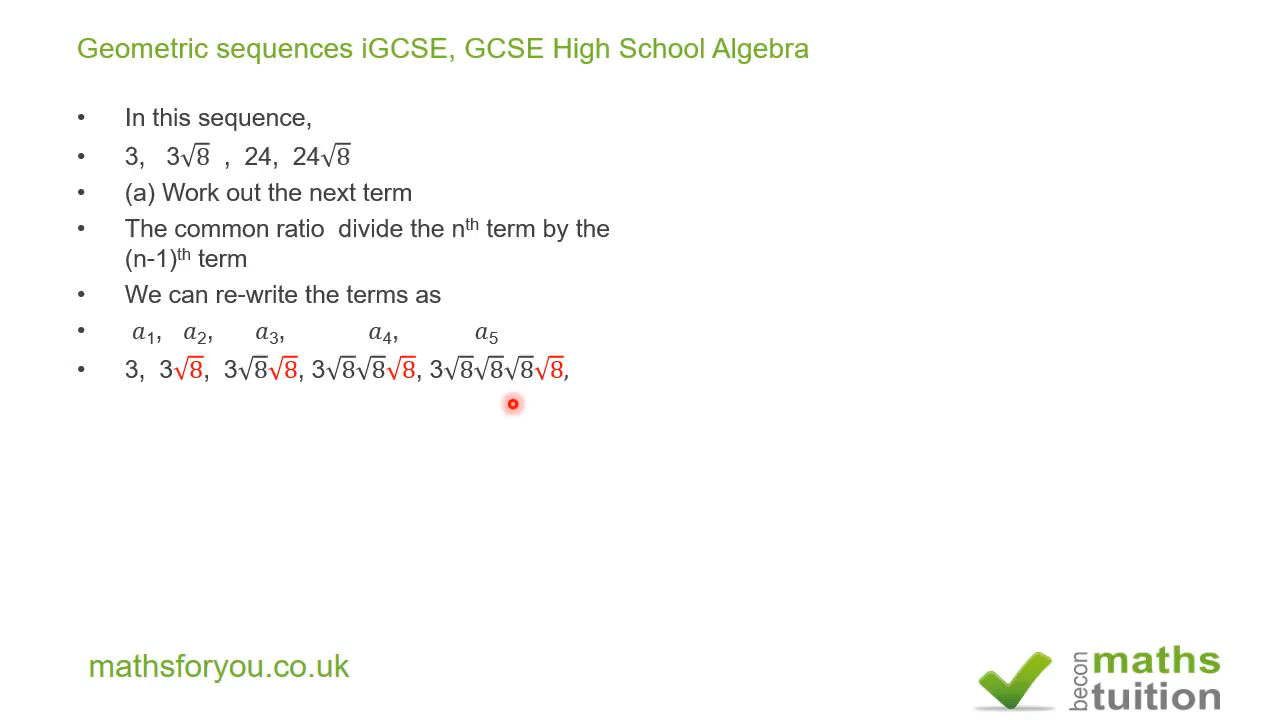 Geometric sequences iGCSE, GCSE High School Algebra
• In this sequence,
• 3, 3√8 , 24, 24√8
• (a) Work out the next term
• The common ratio divide the nᵗʰ term by the
(n-1)ᵗʰ term
• We can re-write the terms as
• a₁, a₂, a₃, a₄, a₅
• 3, 3√8, 3√8√8, 3√8√8√8, 3√8√8√8√8,
mathsforyou.co.uk
becon
maths
tuition